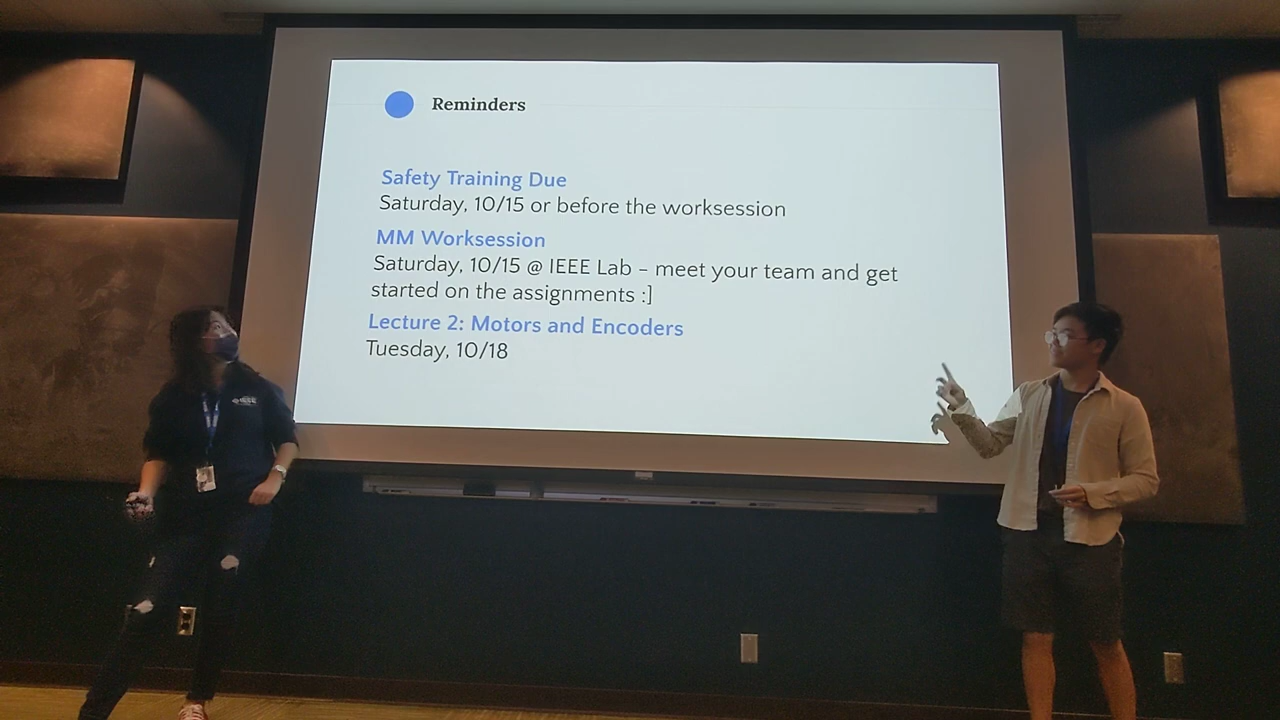 Reminders
Safety Training Due
Saturday, 10/15 or before the worksession
MM Worksession
Saturday, 10/15 @ IEEE Lab – meet your team and get
started on the assignments :]
Lecture 2: Motors and Encoders
Tuesday, 10/18
IEEE